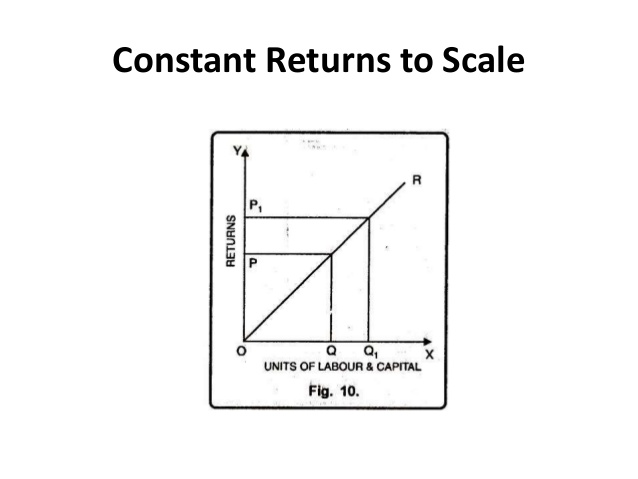 Constant Returns to Scale
Y
P₁
R
RETURNS
P
O
Q
Q₁
X
UNITS OF LABOUR & CAPITAL
Fig. 10.